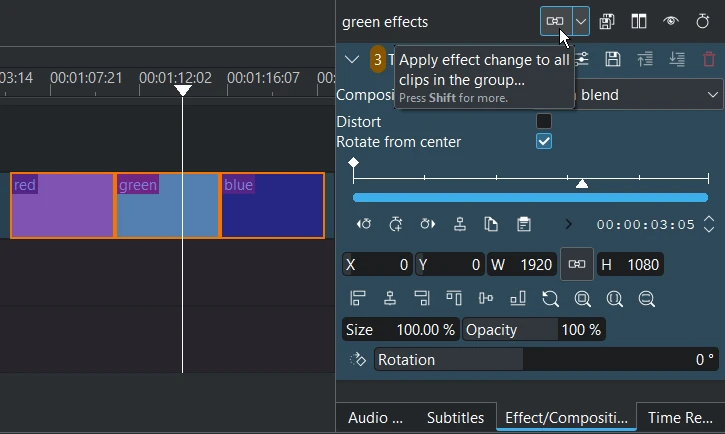 green effects
3 T
Apply effect change to all
clips in the group...
Press Shift for more.
3:14 00:01:07:21 00:01:12:02 00:01:16:07 00:
Composi
blend
Distort
Rotate from center
red green blue
00:00:03:05
X 0 Y 0 W 1920 H 1080
Size 100.00 % Opacity 100 %
Rotation 0°
Audio ... Subtitles Effect/Compositi... Time Re...